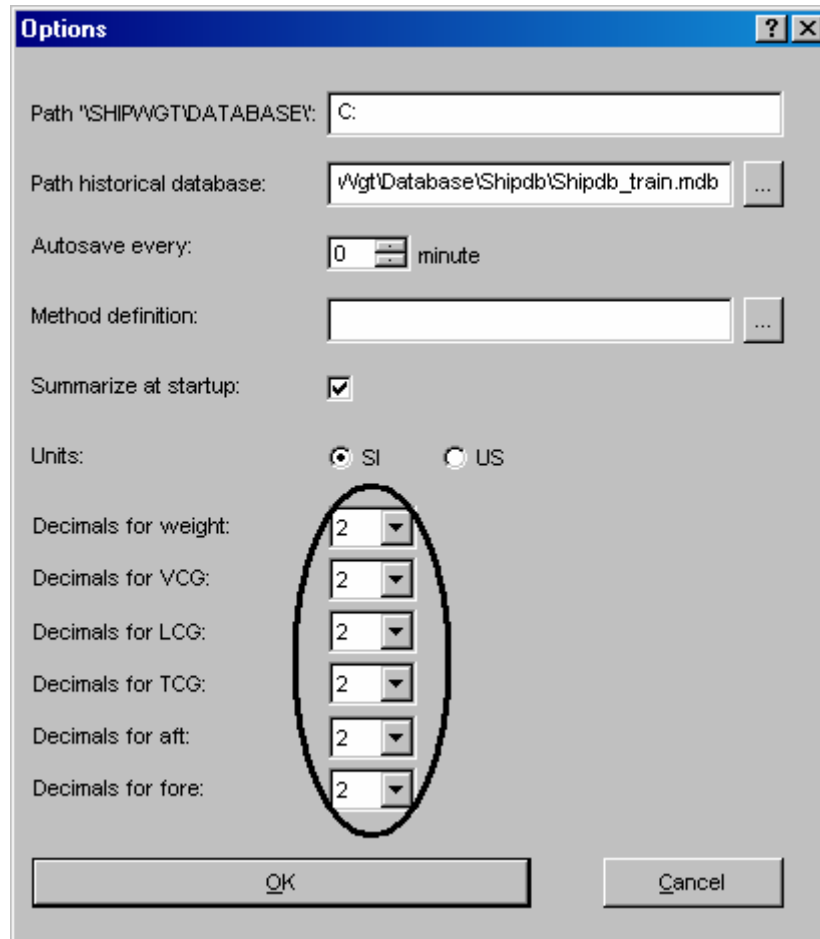 Options
Path "\SHIPWGT\DATABASE\": C:
Path historical database: Wgt\Database\Shipdb\Shipdb_train.mdb ...
Autosave every: 0 minute
Method definition: ...
Summarize at startup:
Units: SI US
Decimals for weight: 2
Decimals for VCG: 2
Decimals for LCG: 2
Decimals for TCG: 2
Decimals for aft: 2
Decimals for fore: 2
OK Cancel